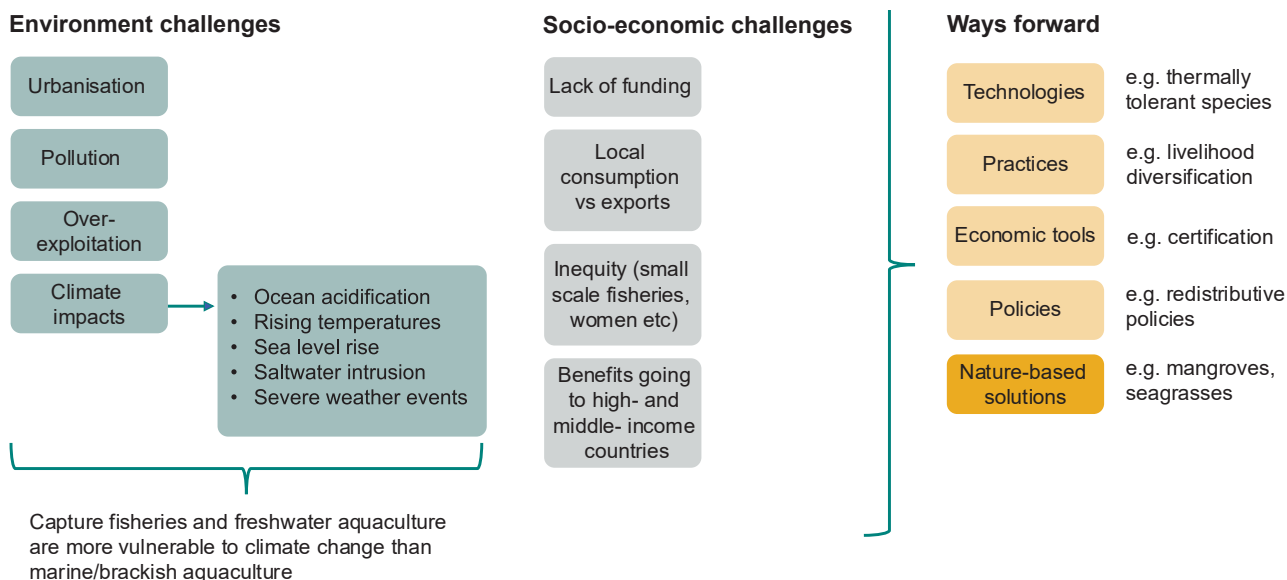 Environment challenges
Urbanisation
Pollution
Over-
exploitation
Climate
impacts
• Ocean acidification
• Rising temperatures
• Sea level rise
• Saltwater intrusion
• Severe weather events
Capture fisheries and freshwater aquaculture
are more vulnerable to climate change than
marine/brackish aquaculture
Socio-economic challenges
Lack of funding
Local
consumption
vs exports
Inequity (small
scale fisheries,
women etc)
Benefits going
to high- and
middle- income
countries
Ways forward
Technologies
e.g. thermally
tolerant species
Practices
e.g. livelihood
diversification
Economic tools
e.g. certification
Policies
e.g. redistributive
policies
Nature-based
solutions
e.g. mangroves,
seagrasses